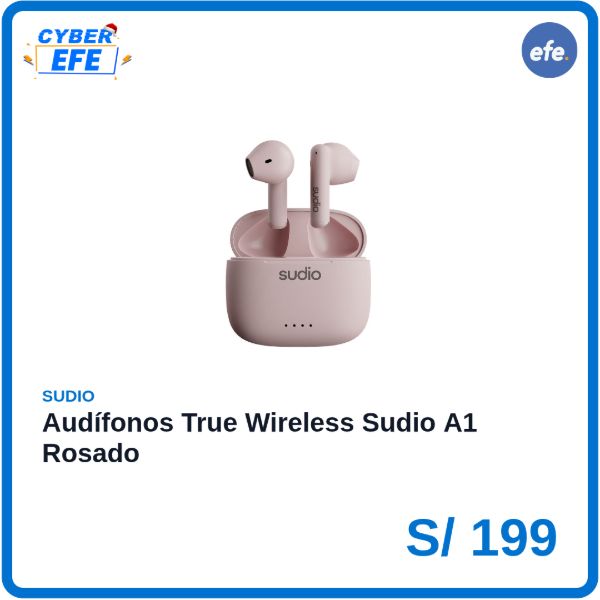 CYBER
EFE
efe.
sudio
sudio
SUDIO
Audífonos True Wireless Sudio A1
Rosado
S/ 199